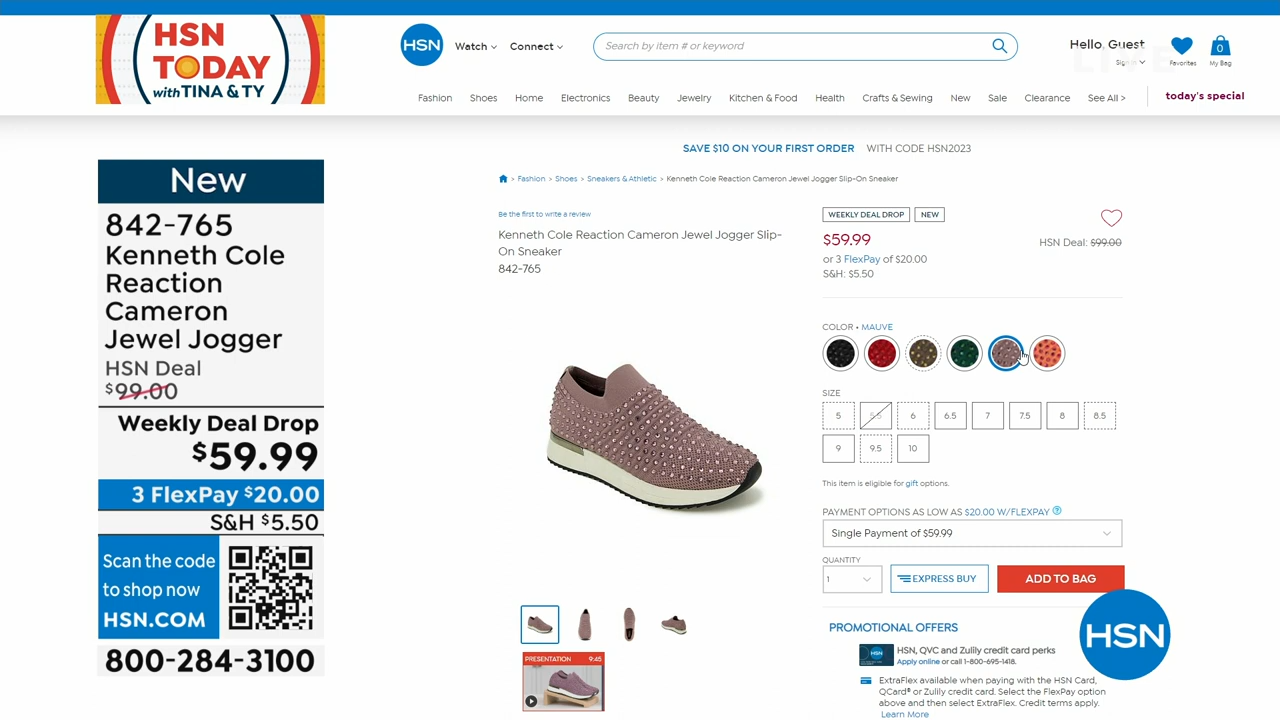 HSN
TODAY
with TINA & TY
HSN
Watch
Connect
Search by item # or keyword
Hello, Guest
Favorites
0
My Bag
Fashion
Shoes
Home
Electronics
Beauty
Jewelry
Kitchen & Food
Health
Crafts & Sewing
New
Sale
Clearance
See All >
today's special
SAVE $10 ON YOUR FIRST ORDER WITH CODE HSN2023
> Fashion > Shoes > Sneakers & Athletic > Kenneth Cole Reaction Cameron Jewel Jogger Slip-On Sneaker
New
842-765
Kenneth Cole
Reaction
Cameron
Jewel Jogger
HSN Deal
$99.00
Weekly Deal Drop
$59.99
3 FlexPay $20.00
S&H $5.50
Scan the code
to shop now
HSN.COM
800-284-3100
Be the first to write a review
Kenneth Cole Reaction Cameron Jewel Jogger Slip-
On Sneaker
842-765
PRESENTATION 9:45
WEEKLY DEAL DROP
NEW
$59.99
HSN Deal: $99.00
or 3 FlexPay of $20.00
S&H: $5.50
COLOR • MAUVE
SIZE
5
5.5
6
6.5
7
7.5
8
8.5
9
9.5
10
This item is eligible for gift options.
PAYMENT OPTIONS AS LOW AS $20.00 W/FLEXPAY ?
Single Payment of $59.99
QUANTITY
1
EXPRESS BUY
ADD TO BAG
PROMOTIONAL OFFERS
HSN, QVC and Zulily credit card perks
Apply online or call 1-800-695-1418.
ExtraFlex available when paying with the HSN Card,
QCard® or Zulily credit card. Select the FlexPay option
above and then select ExtraFlex. Credit terms apply.
Learn More
HSN